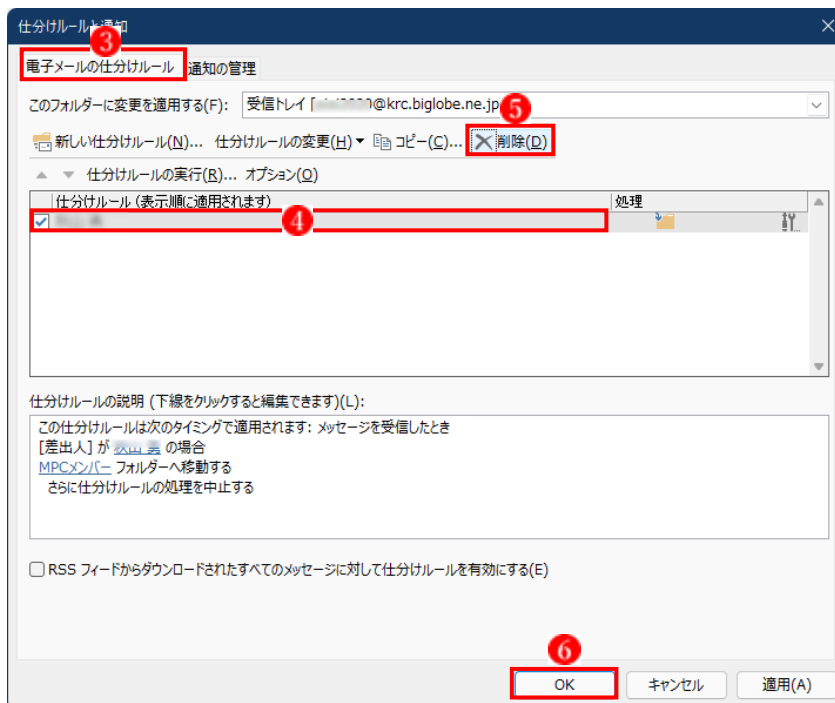 仕分けルールと通知
3
電子メールの仕分けルール 通知の管理
このフォルダーに変更を適用する(F): 受信トレイ [ @krc.biglobe.ne.jp
5
新しい仕分けルール(N)... 仕分けルールの変更(H) コピー(C)... 削除(D)
仕分けルールの実行(R)... オプション(O)
仕分けルール (表示順に適用されます) 処理
4
仕分けルールの説明 (下線をクリックすると編集できます)(L):
この仕分けルールは次のタイミングで適用されます: メッセージを受信したとき
[差出人] が の場合
MPCメンバー フォルダーへ移動する
さらに仕分けルールの処理を中止する
RSS フィードからダウンロードされたすべてのメッセージに対して仕分けルールを有効にする(E)
6
OK キャンセル 適用(A)